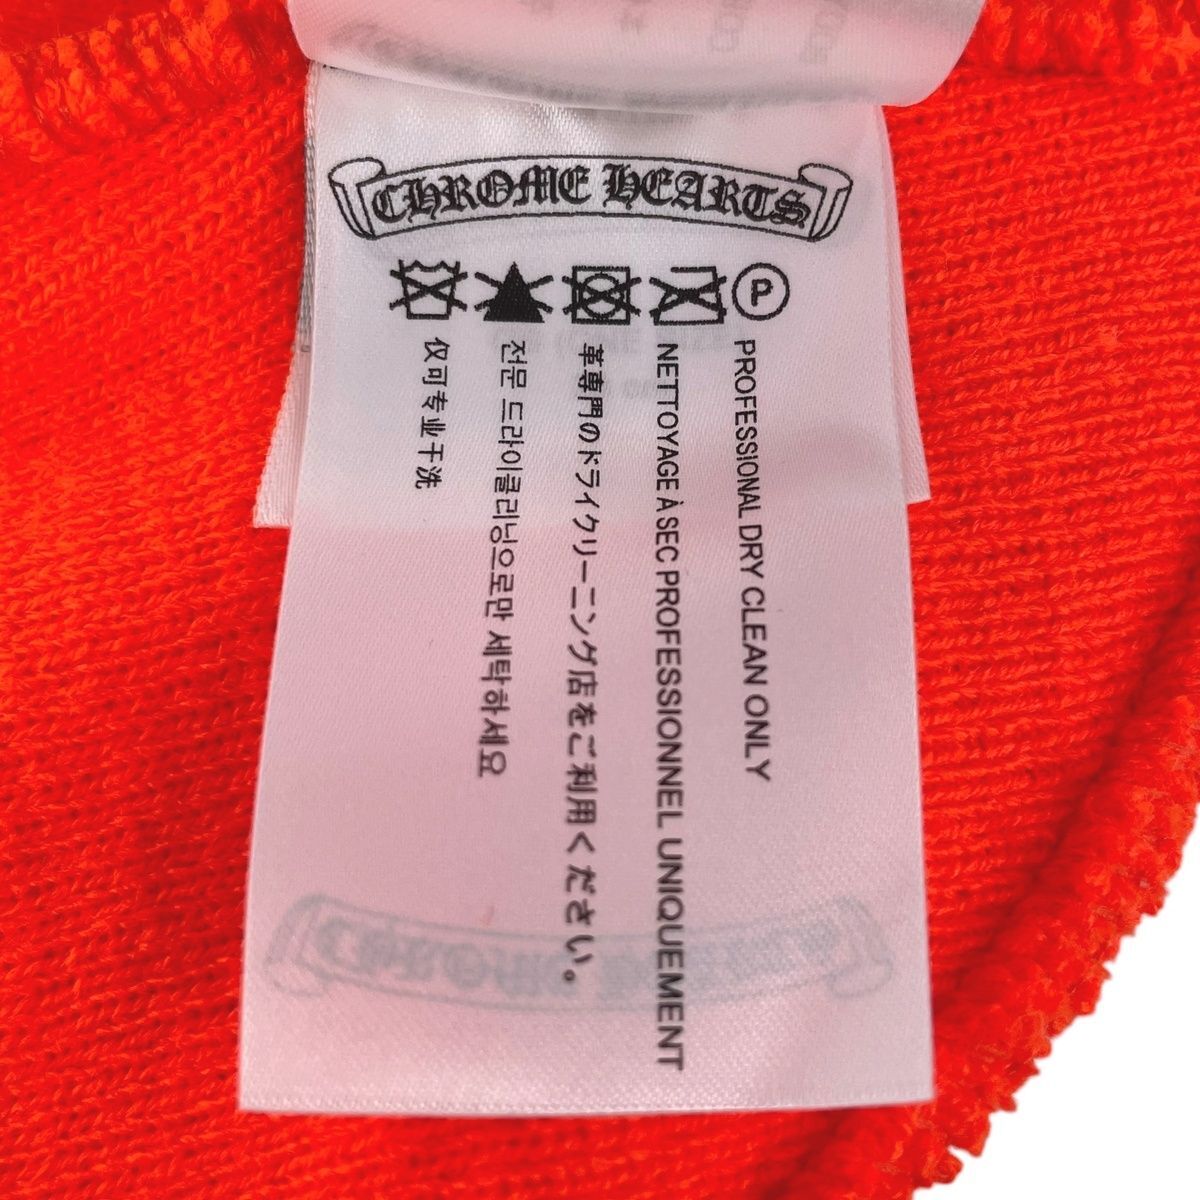 CHROME HEARTS
P
PROFESSIONAL DRY CLEAN ONLY
NETTOYAGE À SEC PROFESSIONNEL UNIQUEMENT
革専門のドライクリーニング店をご利用ください。
전문 드라이클리닝으로만 세탁하세요
仅可专业干洗